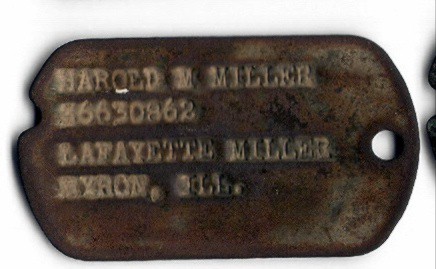 HAROLD M MILLER
36630862
LAFAYETTE MILLER
BYRON, ILL.